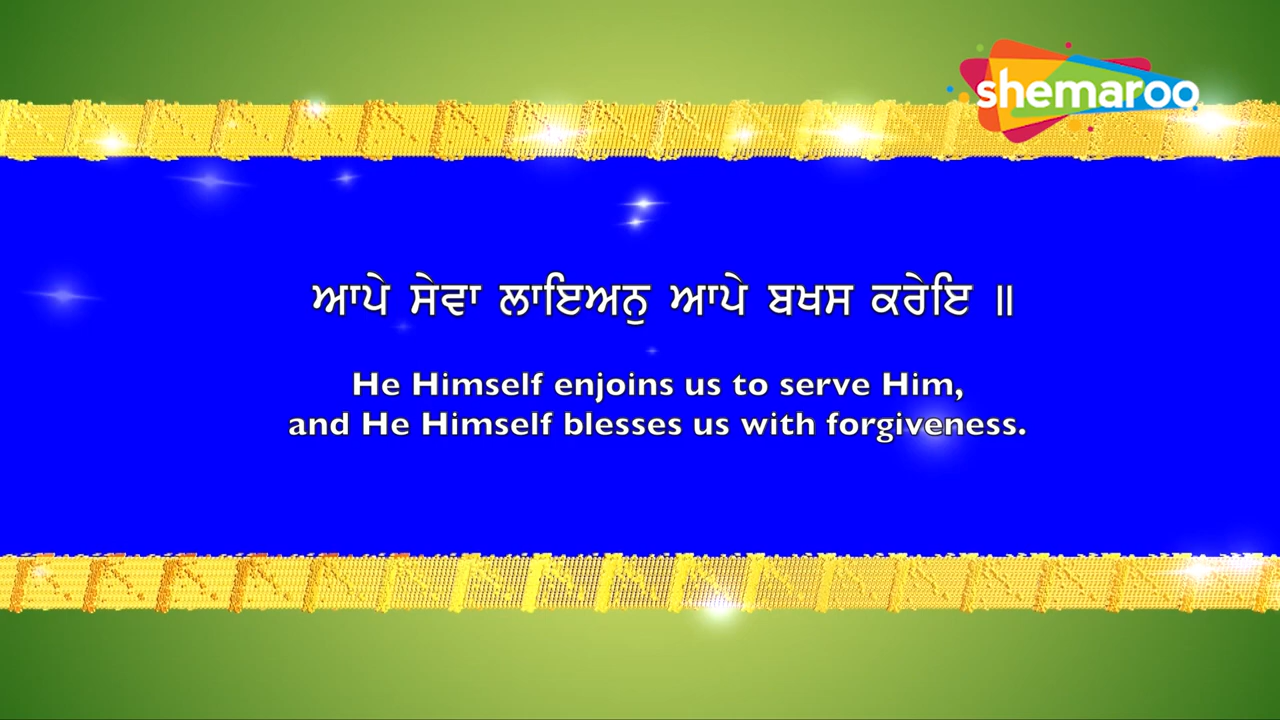 shemaroo
ਆਪੇ ਸੇਵਾ ਲਾਇਅਨੁ ਆਪੇ ਬਖਸ ਕਰੇਇ ॥
He Himself enjoins us to serve Him,
and He Himself blesses us with forgiveness.